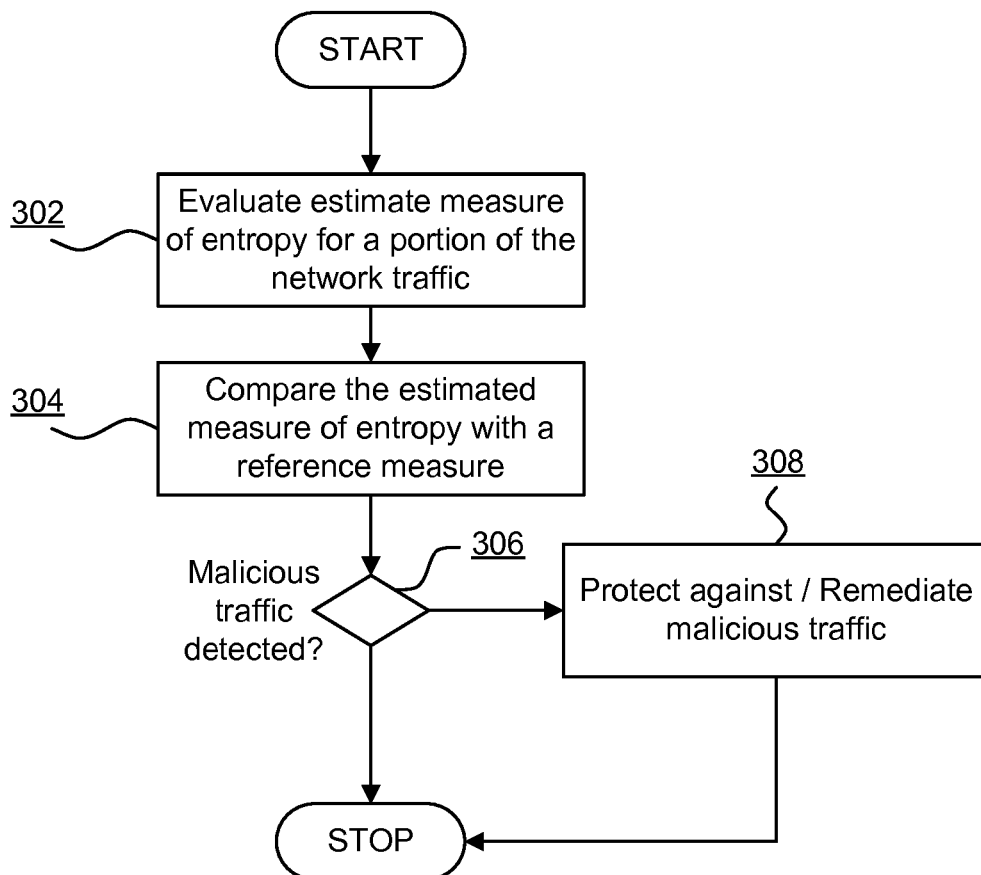 START
302
Evaluate estimate measure
of entropy for a portion of the
network traffic
304
Compare the estimated
measure of entropy with a
reference measure
308
306
Malicious
traffic
detected?
Protect against / Remediate
malicious traffic
STOP